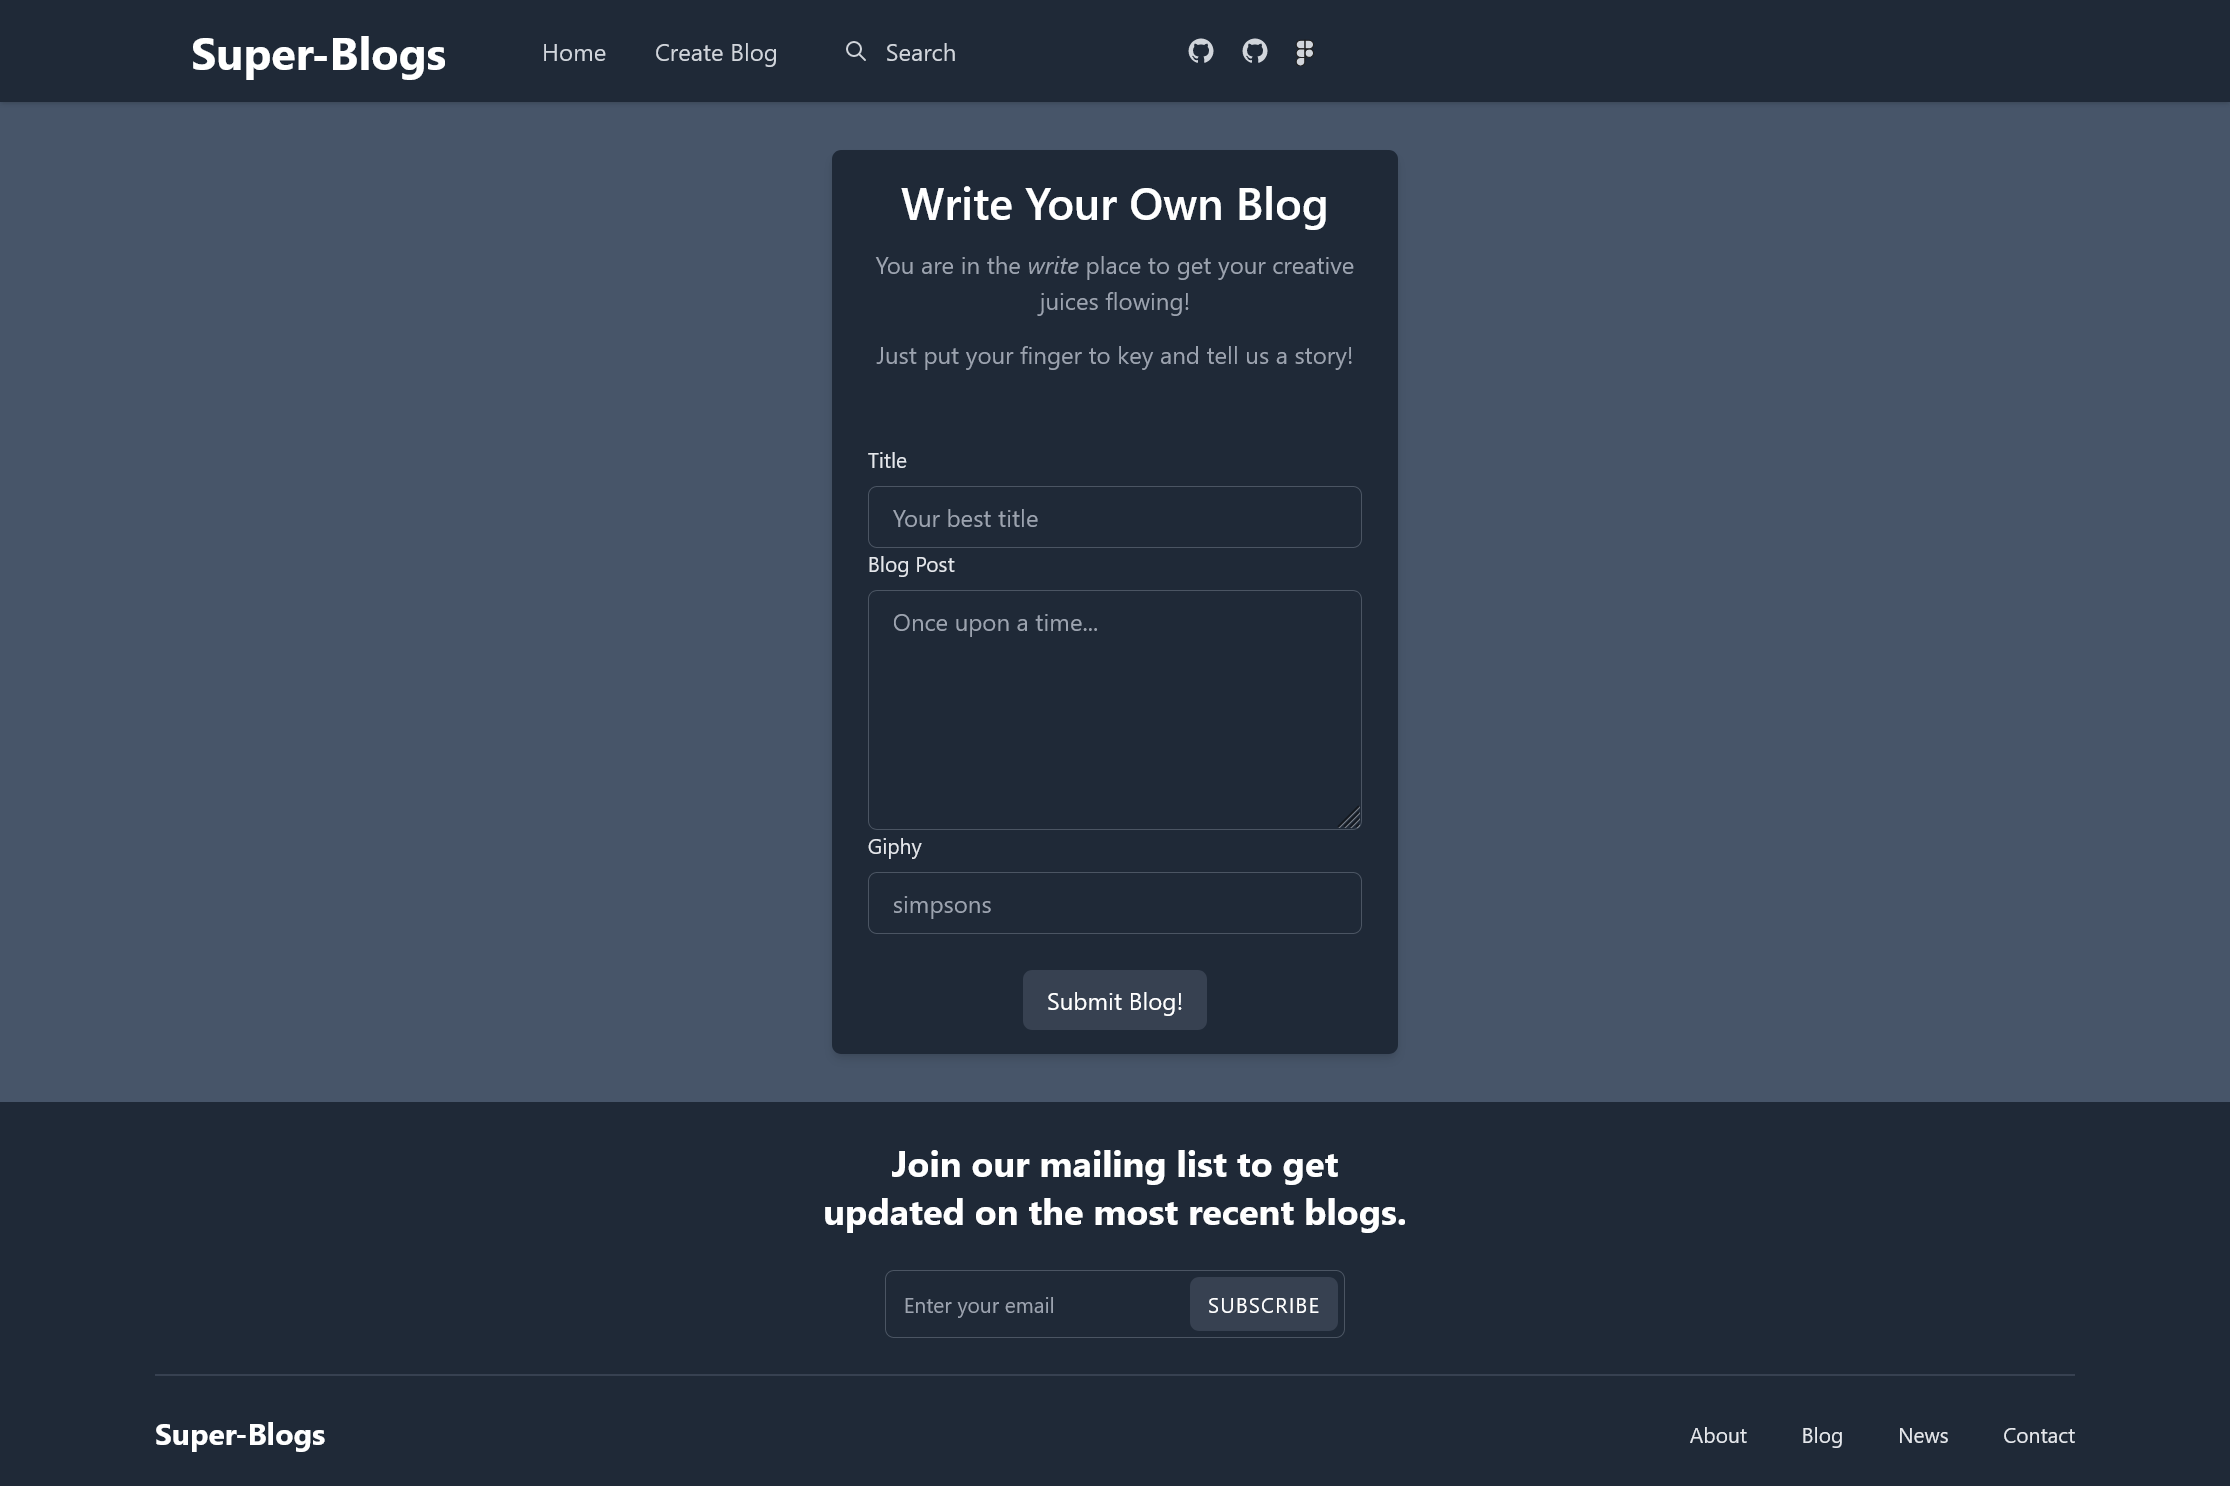 Super-Blogs Home Create Blog Search
Write Your Own Blog
You are in the write place to get your creative
juices flowing!
Just put your finger to key and tell us a story!
Title
Your best title
Blog Post
Once upon a time...
Giphy
simpsons
Submit Blog!
Join our mailing list to get
updated on the most recent blogs.
Enter your email SUBSCRIBE
Super-Blogs About Blog News Contact